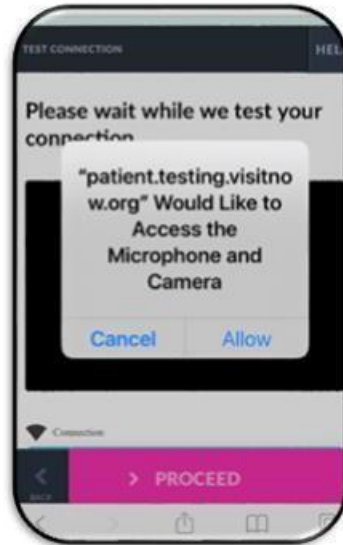 TEST CONNECTION HEL
Please wait while we test your
connection
"patient.testing.visitno
w.org" Would Like to
Access the
Microphone and
Camera
Cancel Allow
Connection
BACK > PROCEED